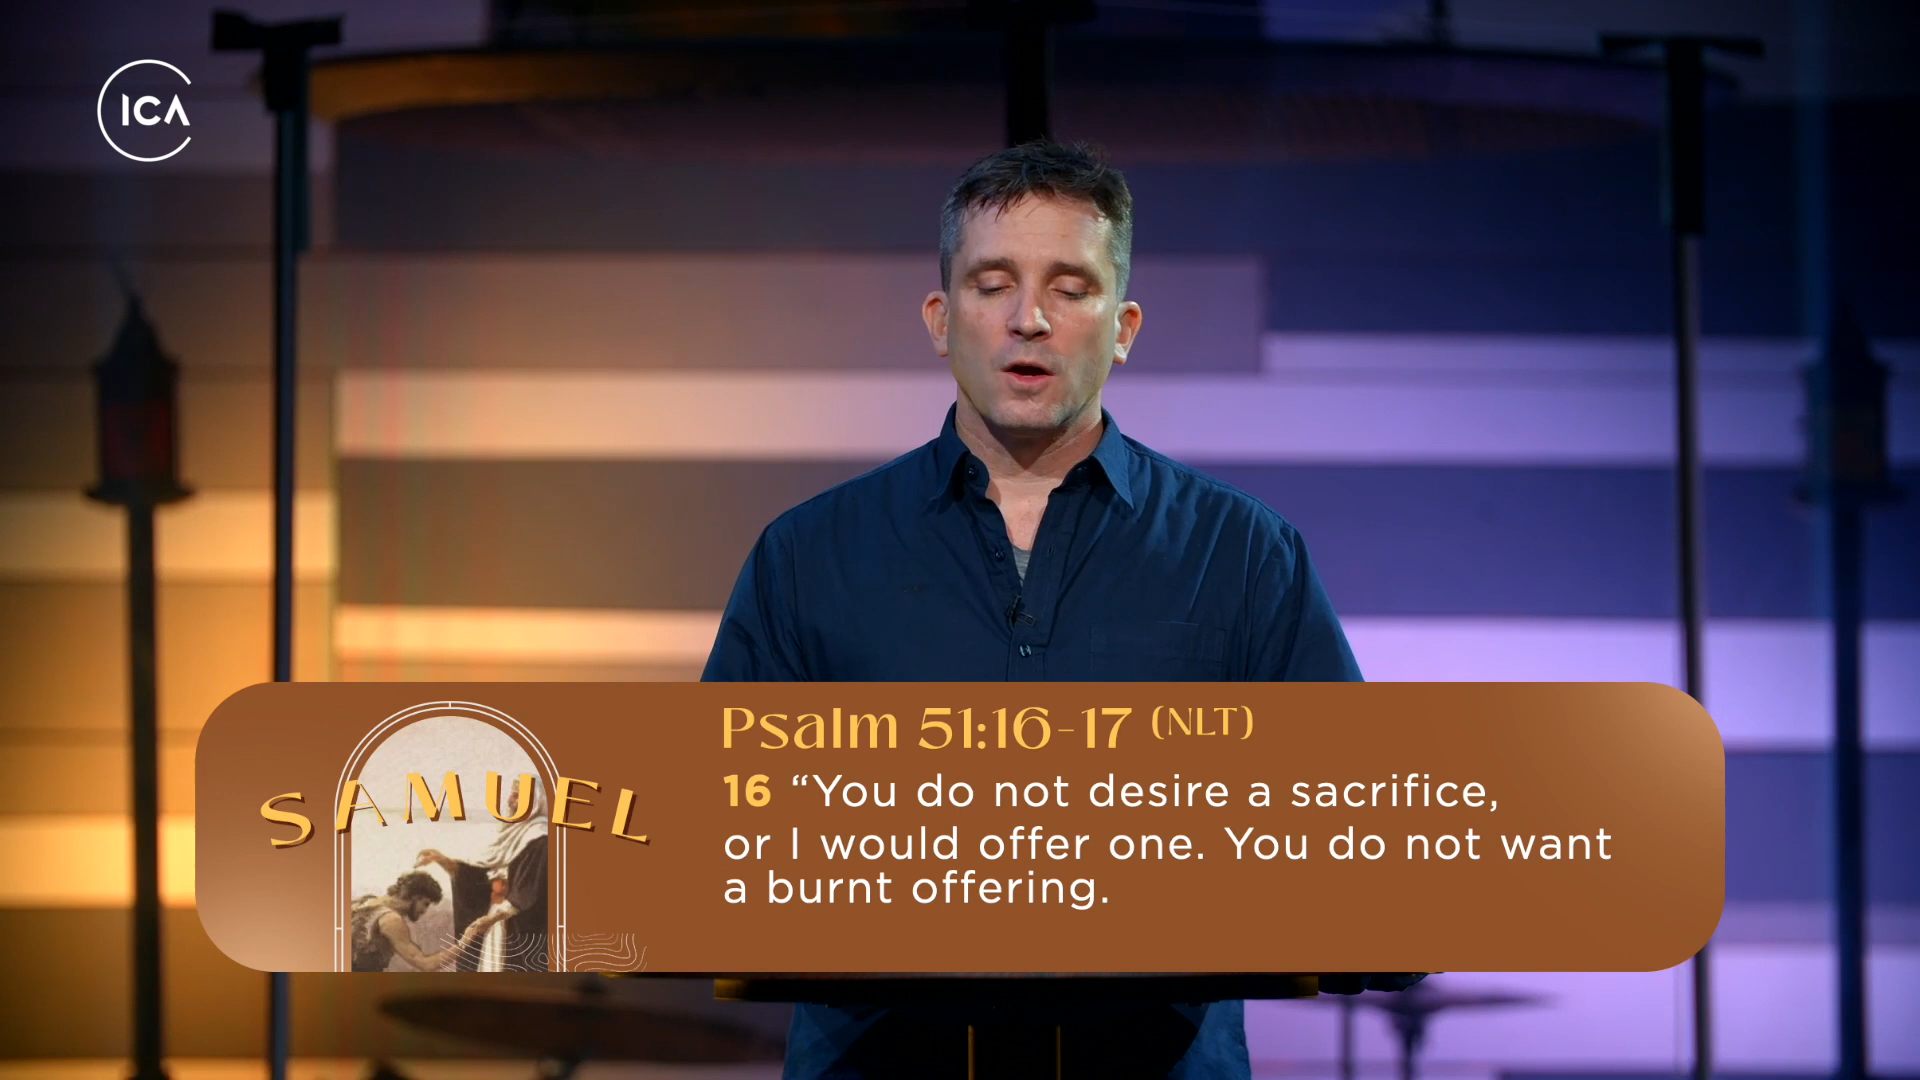 ICA
SAMUEL
Psalm 51:16-17 (NLT)
16 “You do not desire a sacrifice,
or I would offer one. You do not want
a burnt offering.